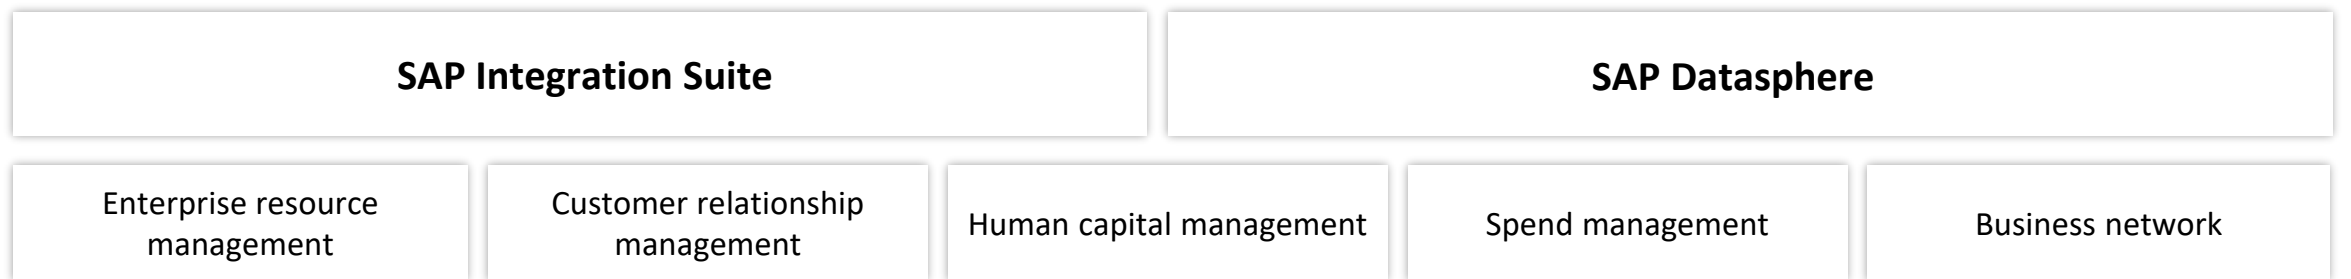 SAP Integration Suite
SAP Datasphere
Enterprise resource
management
Customer relationship
management
Human capital management
Spend management
Business network